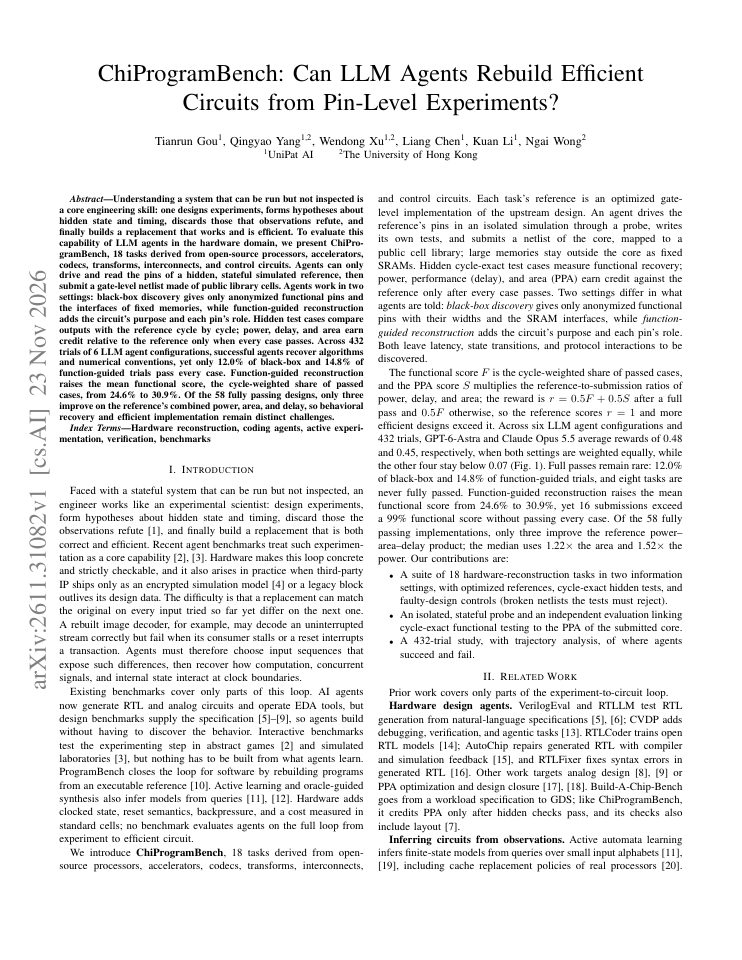 ChiProgramBench: Can LLM Agents Rebuild Efficient
Circuits from Pin-Level Experiments?
Tianrun Gou1, Qingyao Yang1,2, Wendong Xu1,2, Liang Chen1, Kuan Li1, Ngai Wong2
1UniPat AI 2The University of Hong Kong
arXiv:2611.31082v1 [cs.AI] 23 Nov 2026
Abstract—Understanding a system that can be run but not inspected is
a core engineering skill: one designs experiments, forms hypotheses about
hidden state and timing, discards those that observations refute, and
finally builds a replacement that works and is efficient. To evaluate this
capability of LLM agents in the hardware domain, we present ChiPro-
gramBench, 18 tasks derived from open-source processors, accelerators,
codecs, transforms, interconnects, and control circuits. Agents can only
drive and read the pins of a hidden, stateful simulated reference, then
submit a gate-level netlist made of public library cells. Agents work in two
settings: black-box discovery gives only anonymized functional pins and
the interfaces of fixed memories, while function-guided reconstruction
adds the circuit's purpose and each pin's role. Hidden test cases compare
outputs with the reference cycle by cycle; power, delay, and area earn
credit relative to the reference only when every case passes. Across 432
trials of 6 LLM agent configurations, successful agents recover algorithms
and numerical conventions, yet only 12.0% of black-box and 14.8% of
function-guided trials pass every case. Function-guided reconstruction
raises the mean functional score, the cycle-weighted share of passed
cases, from 24.6% to 30.9%. Of the 58 fully passing designs, only three
improve on the reference's combined power, area, and delay, so behavioral
recovery and efficient implementation remain distinct challenges.
Index Terms—Hardware reconstruction, coding agents, active experi-
mentation, verification, benchmarks
I. INTRODUCTION
Faced with a stateful system that can be run but not inspected, an
engineer works like an experimental scientist: design experiments,
form hypotheses about hidden state and timing, discard those the
observations refute [1], and finally build a replacement that is both
correct and efficient. Recent agent benchmarks treat such experimen-
tation as a core capability [2], [3]. Hardware makes this loop concrete
and strictly checkable, and it also arises in practice when third-party
IP ships only as an encrypted simulation model [4] or a legacy block
outlives its design data. The difficulty is that a replacement can match
the original on every input tried so far yet differ on the next one.
A rebuilt image decoder, for example, may decode an uninterrupted
stream correctly but fail when its consumer stalls or a reset interrupts
a transaction. Agents must therefore choose input sequences that
expose such differences, then recover how computation, concurrent
signals, and internal state interact at clock boundaries.
Existing benchmarks cover only parts of this loop. AI agents
now generate RTL and analog circuits and operate EDA tools, but
design benchmarks supply the specification [5]–[9], so agents build
without having to discover the behavior. Interactive benchmarks
test the experimenting step in abstract games [2] and simulated
laboratories [3], but nothing has to be built from what agents learn.
ProgramBench closes the loop for software by rebuilding programs
from an executable reference [10]. Active learning and oracle-guided
synthesis also infer models from queries [11], [12]. Hardware adds
clocked state, reset semantics, backpressure, and a cost measured in
standard cells; no benchmark evaluates agents on the full loop from
experiment to efficient circuit.
We introduce ChiProgramBench, 18 tasks derived from open-
source processors, accelerators, codecs, transforms, interconnects,
and control circuits. Each task's reference is an optimized gate-
level implementation of the upstream design. An agent drives the
reference's pins in an isolated simulation through a probe, writes
its own tests, and submits a netlist of the core, mapped to a
public cell library; large memories stay outside the core as fixed
SRAMs. Hidden cycle-exact test cases measure functional recovery;
power, performance (delay), and area (PPA) earn credit against the
reference only after every case passes. Two settings differ in what
agents are told: black-box discovery gives only anonymized functional
pins with their widths and the SRAM interfaces, while function-
guided reconstruction adds the circuit's purpose and each pin's role.
Both leave latency, state transitions, and protocol interactions to be
discovered.
The functional score F is the cycle-weighted share of passed cases,
and the PPA score S multiplies the reference-to-submission ratios of
power, delay, and area; the reward is r = 0.5F + 0.5S after a full
pass and 0.5F otherwise, so the reference scores r = 1 and more
efficient designs exceed it. Across six LLM agent configurations and
432 trials, GPT-6-Astra and Claude Opus 5.5 average rewards of 0.48
and 0.45, respectively, when both settings are weighted equally, while
the other four stay below 0.07 (Fig. 1). Full passes remain rare: 12.0%
of black-box and 14.8% of function-guided trials, and eight tasks are
never fully passed. Function-guided reconstruction raises the mean
functional score from 24.6% to 30.9%, yet 16 submissions exceed
a 99% functional score without passing every case. Of the 58 fully
passing implementations, only three improve the reference power–
area–delay product; the median uses 1.22× the area and 1.52× the
power. Our contributions are:
• A suite of 18 hardware-reconstruction tasks in two information
settings, with optimized references, cycle-exact hidden tests, and
faulty-design controls (broken netlists the tests must reject).
• An isolated, stateful probe and an independent evaluation linking
cycle-exact functional testing to the PPA of the submitted core.
• A 432-trial study, with trajectory analysis, of where agents
succeed and fail.
II. RELATED WORK
Prior work covers only parts of the experiment-to-circuit loop.
Hardware design agents. VerilogEval and RTLLM test RTL
generation from natural-language specifications [5], [6]; CVDP adds
debugging, verification, and agentic tasks [13]. RTLCoder trains open
RTL models [14]; AutoChip repairs generated RTL with compiler
and simulation feedback [15], and RTLFixer fixes syntax errors in
generated RTL [16]. Other work targets analog design [8], [9] or
PPA optimization and design closure [17], [18]. Build-A-Chip-Bench
goes from a workload specification to GDS; like ChiProgramBench,
it credits PPA only after hidden checks pass, and its checks also
include layout [7].
Inferring circuits from observations. Active automata learning
infers finite-state models from queries over small input alphabets [11],
[19], including cache replacement policies of real processors [20].